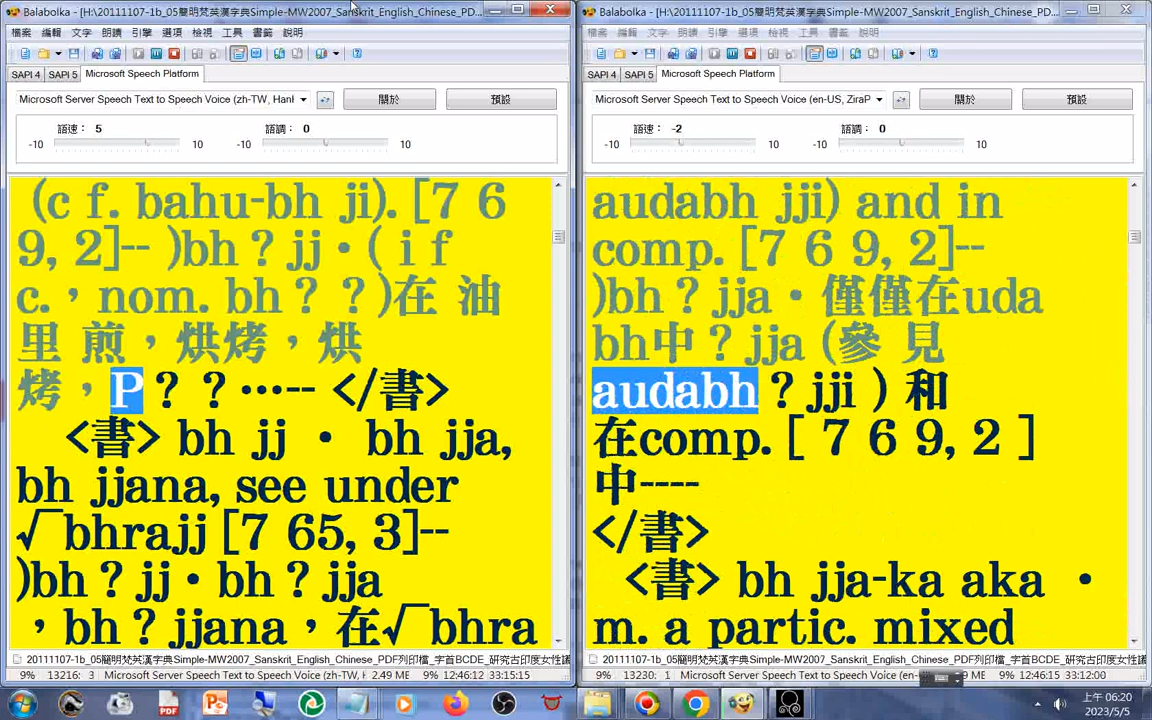 Balabolka - [H:\20111107-1b_05簡明梵英漢字典Simple-MW2007_Sanskrit_English_Chinese_PD...
檔案 編輯 文字 朗讀 引擎 選項 檢視 工具 書籤 說明
SAPI 4 SAPI 5 Microsoft Speech Platform
Microsoft Server Speech Text to Speech Voice (zh-TW, Hanl
關於 預設
語速： 5 語調： 0
-10 10 -10 10
(c f. bahu-bh ji). [7 6
9, 2]-- )bh？jj•( i f
c.，nom. bh？？)在 油
里 煎，烘烤，烘
烤，P？？…-- </書>
<書> bh jj • bh jja,
bh jjana, see under
√bhrajj [7 65, 3]--
)bh？jj•bh？jja
，bh？jjana，在√bhra
20111107-1b_05簡明梵英漢字典Simple-MW2007_Sanskrit_English_Chinese_PDF列印檔_字首BCDE_研究古印度女性議
9% 13216: 3 Microsoft Server Speech Text to Speech Voice (zh-TW, H 2.49 MB 9% 12:46:12 33:15:15
Balabolka - [H:\20111107-1b_05簡明梵英漢字典Simple-MW2007_Sanskrit_English_Chinese_PD...
檔案 編輯 文字 朗讀 引擎 選項 檢視 工具 書籤 說明
SAPI 4 SAPI 5 Microsoft Speech Platform
Microsoft Server Speech Text to Speech Voice (en-US, ZiraP
關於 預設
語速： -2 語調： 0
-10 10 -10 10
audabh jji) and in
comp. [7 6 9, 2]--
)bh？jja•僅僅在uda
bh中？jja (參 見
audabh？jji ) 和
在comp. [ 7 6 9, 2 ]
中----
</書>
<書> bh jja-ka aka •
m. a partic. mixed
20111107-1b_05簡明梵英漢字典Simple-MW2007_Sanskrit_English_Chinese_PDF列印檔_字首BCDE_研究古印度女性議
9% 13230: 1 Microsoft Server Speech Text to Speech Voice (en-US 9 ME 9% 12:46:12 33:12:00
上午 06:20
2023/5/5